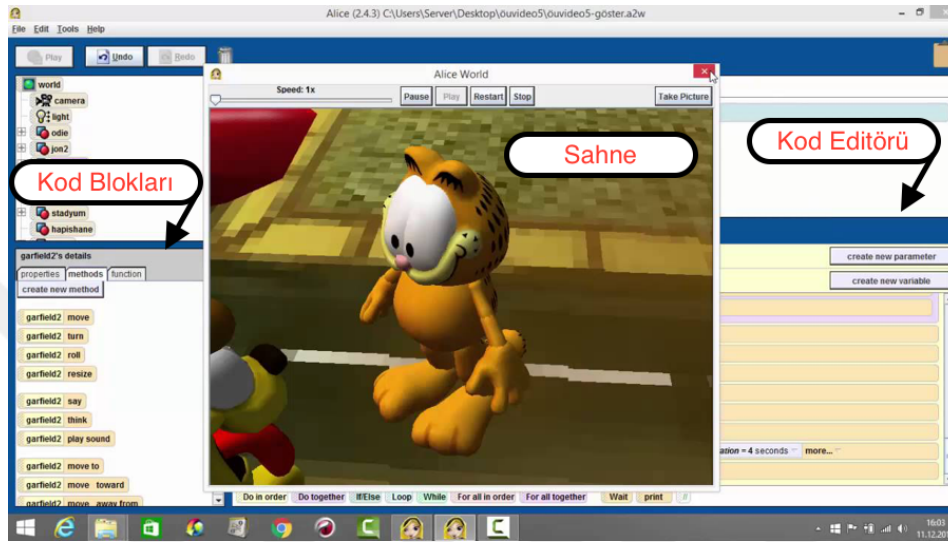 Alice (2.4.3) C:\Users\Server\Desktop\öuvideo5\öuvideo5-göster.a2w
File Edit Tools Help
Play Undo Redo
Alice World
Speed: 1x
Pause Play Restart Stop Take Picture
world
camera
light
odie
jon2
Sahne
Kod Editörü
Kod Blokları
stadyum
hapishane
garfield2's details
create new parameter
properties methods function
create new variable
create new method
garfield2 move
garfield2 turn
garfield2 roll
garfield2 resize
garfield2 say
garfield2 think
garfield2 play sound
= 4 seconds more...
garfield2 move to
garfield2 move toward
garfield2 move away from
Do in order Do together If/Else Loop While For all in order For all together Wait print //
16:03
11.12.20